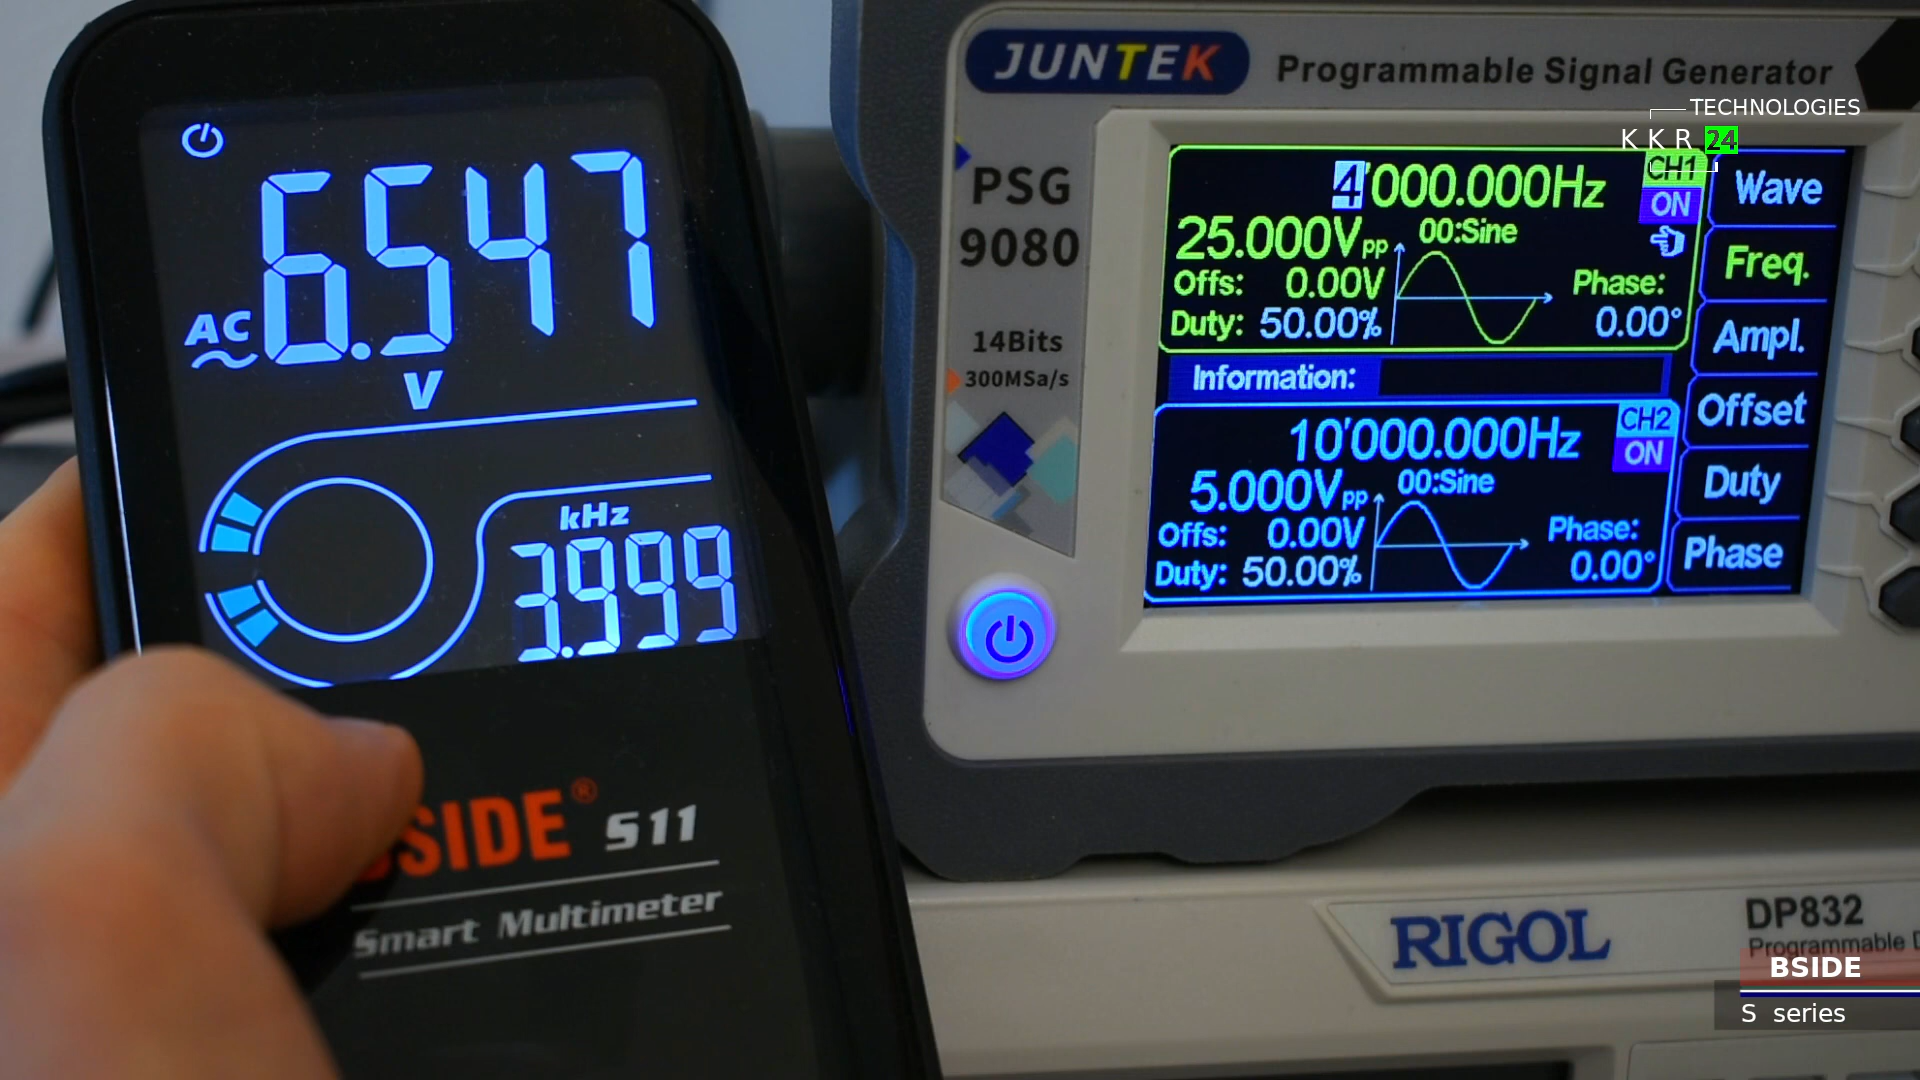 AC
6.547
V
kHz
3.999
BSIDE® S11
Smart Multimeter
JUNTEK
Programmable Signal Generator
PSG
9080
14Bits
300MSa/s
4'000.000Hz
CH1
ON
25.000Vpp
00:Sine
Offs: 0.00V
Phase:
Duty: 50.00%
0.00°
Information:
10'000.000Hz
CH2
ON
5.000Vpp
00:Sine
Offs: 0.00V
Phase:
Duty: 50.00%
0.00°
Wave
Freq.
Ampl.
Offset
Duty
Phase
TECHNOLOGIES
KKR 24
RIGOL
DP832
Programmable D
BSIDE
S series